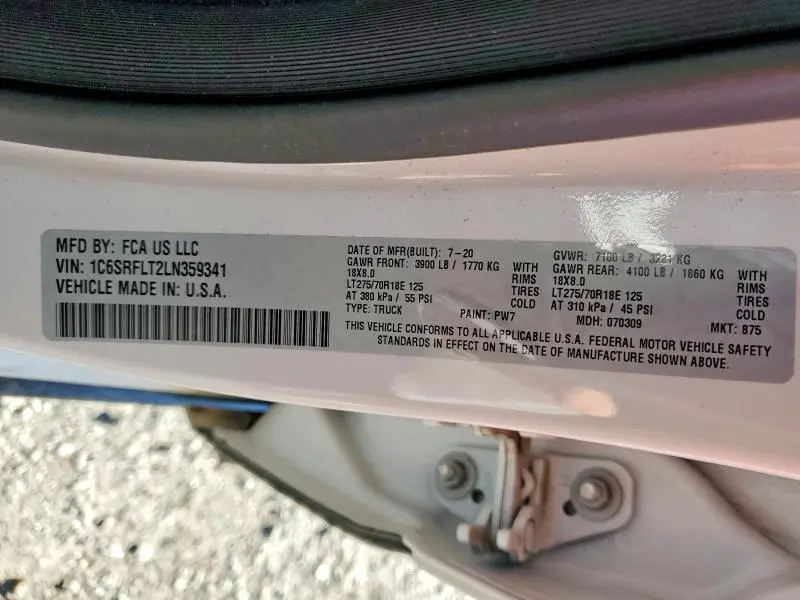 MFD BY: FCA US LLC
VIN: 1C6SRFLT2LN359341
VEHICLE MADE IN: U.S.A.
DATE OF MFR(BUILT): 7-20
GAWR FRONT: 3900 LB / 1770 KG WITH
18X8.0 RIMS
LT275/70R18E 125 TIRES
AT 380 kPa / 55 PSI COLD
TYPE: TRUCK PAINT: PW7
GVWR: 7100 LB / 3221 KG
GAWR REAR: 4100 LB / 1860 KG WITH
18X8.0 RIMS
LT275/70R18E 125 TIRES
AT 310 kPa / 45 PSI COLD
MDH: 070309 MKT: 875
THIS VEHICLE CONFORMS TO ALL APPLICABLE U.S.A. FEDERAL MOTOR VEHICLE SAFETY
STANDARDS IN EFFECT ON THE DATE OF MANUFACTURE SHOWN ABOVE.